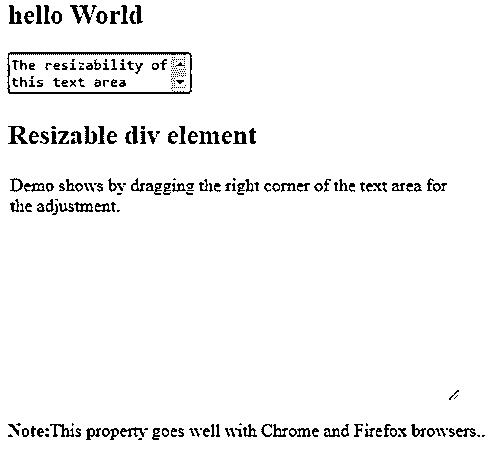 hello World
The resizability of
this text area
Resizable div element
Demo shows by dragging the right corner of the text area for
the adjustment.
Note:This property goes well with Chrome and Firefox browsers..